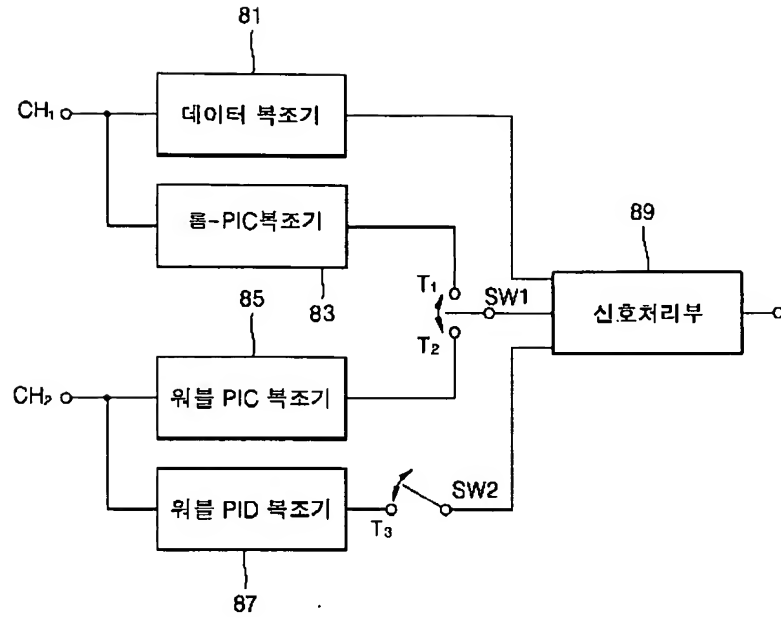 81
CH₁
데이터 복조기
롬-PIC복조기
83
89
T₁
SW1
T₂
신호처리부
85
CH₂
워블 PIC 복조기
워블 PID 복조기
T₃
SW2
87